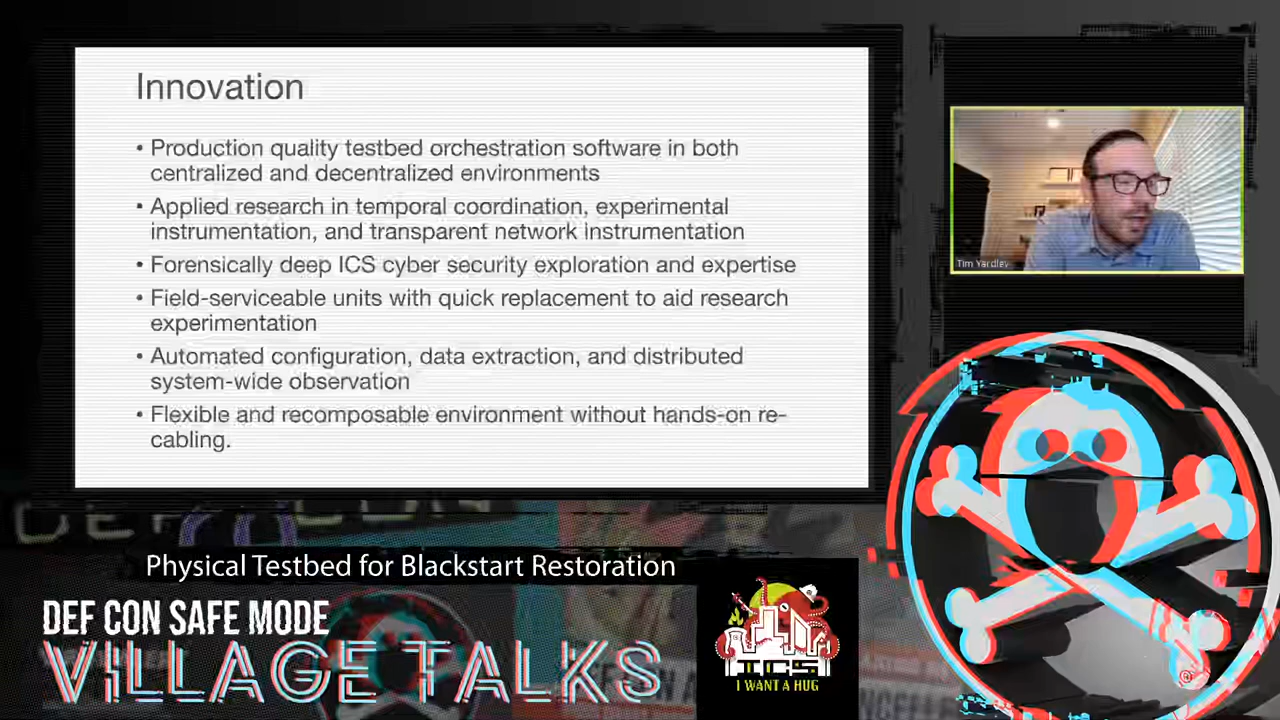 Innovation
• Production quality testbed orchestration software in both
centralized and decentralized environments
• Applied research in temporal coordination, experimental
instrumentation, and transparent network instrumentation
• Forensically deep ICS cyber security exploration and expertise
• Field-serviceable units with quick replacement to aid research
experimentation
• Automated configuration, data extraction, and distributed
system-wide observation
• Flexible and recomposable environment without hands-on re-
cabling.
Tim Yardley
Physical Testbed for Blackstart Restoration
DEF CON SAFE MODE
VILLAGE TALKS
ICS
I WANT A HUG